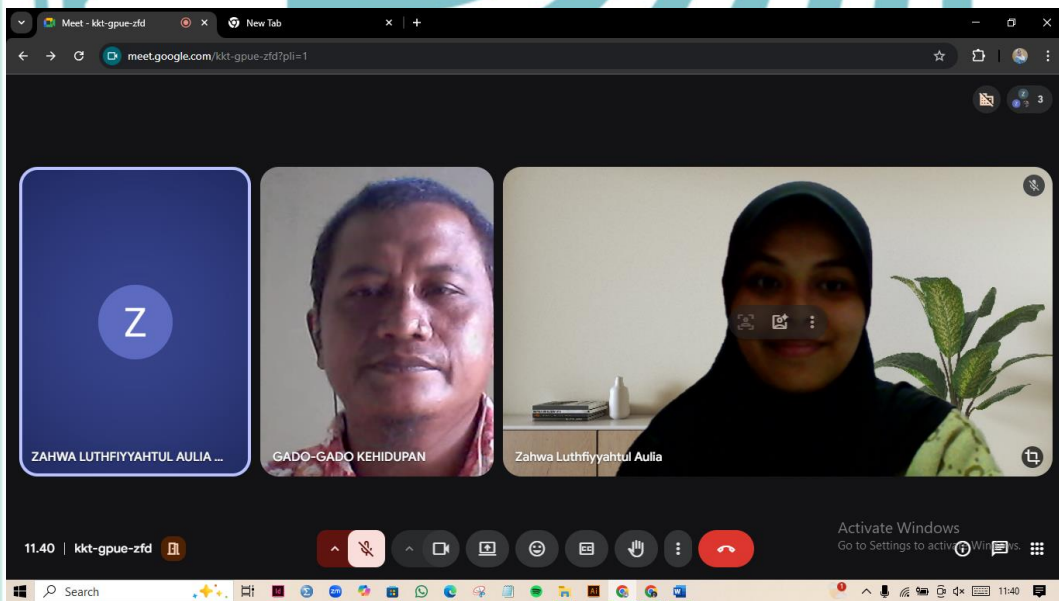 Meet - kkt-gpue-zfd
New Tab
meet.google.com/kkt-gpue-zfd?pli=1
3
Z
ZAHWA LUTHFIYYAHTUL AULIA ...
GADO-GADO KEHIDUPAN
Zahwa Luthfiyyahtul Aulia
Activate Windows
Go to Settings to activate Windows.
11.40 | kkt-gpue-zfd
Search
11:40